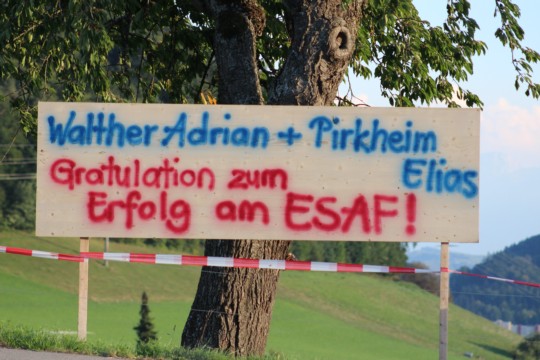 Walther Adrian + Pirkheim
Elias
Gratulation zum
Erfolg am ESAF!